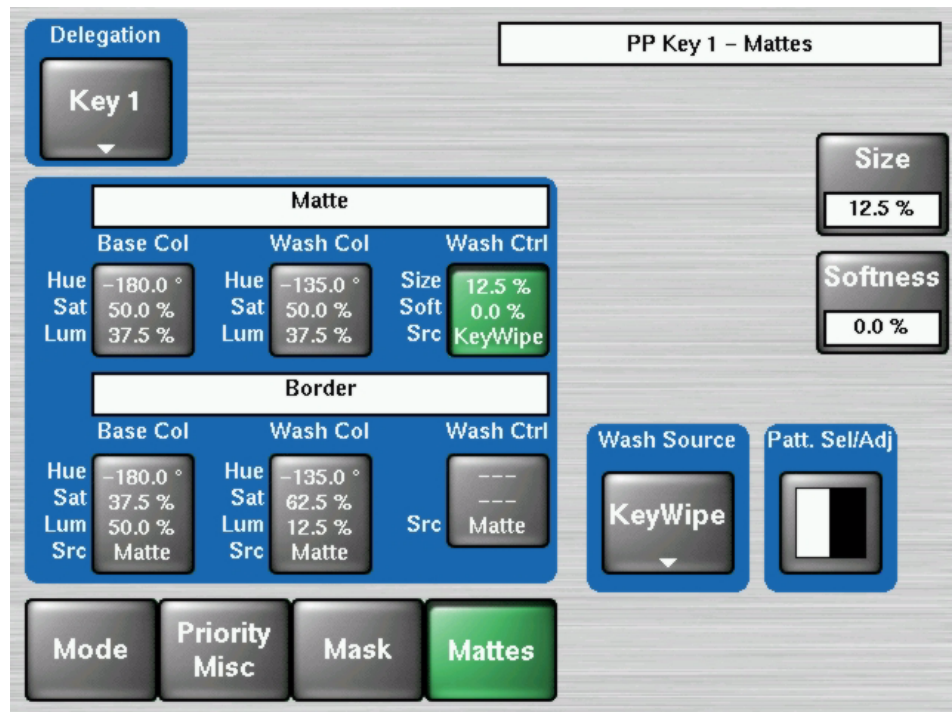 Delegation
Key 1
PP Key 1 – Mattes
Size
12.5 %
Softness
0.0 %
Matte
Base Col Wash Col Wash Ctrl
Hue −180.0 ° Hue −135.0 ° Size 12.5 %
Sat 50.0 % Sat 50.0 % Soft 0.0 %
Lum 37.5 % Lum 37.5 % Src KeyWipe
Border
Base Col Wash Col Wash Ctrl
Hue −180.0 ° Hue −135.0 ° ---
Sat 37.5 % Sat 62.5 % ---
Lum 50.0 % Lum 12.5 % Src Matte
Src Matte Src Matte
Wash Source
KeyWipe
Patt. Sel/Adj
Mode
Priority
Misc
Mask
Mattes